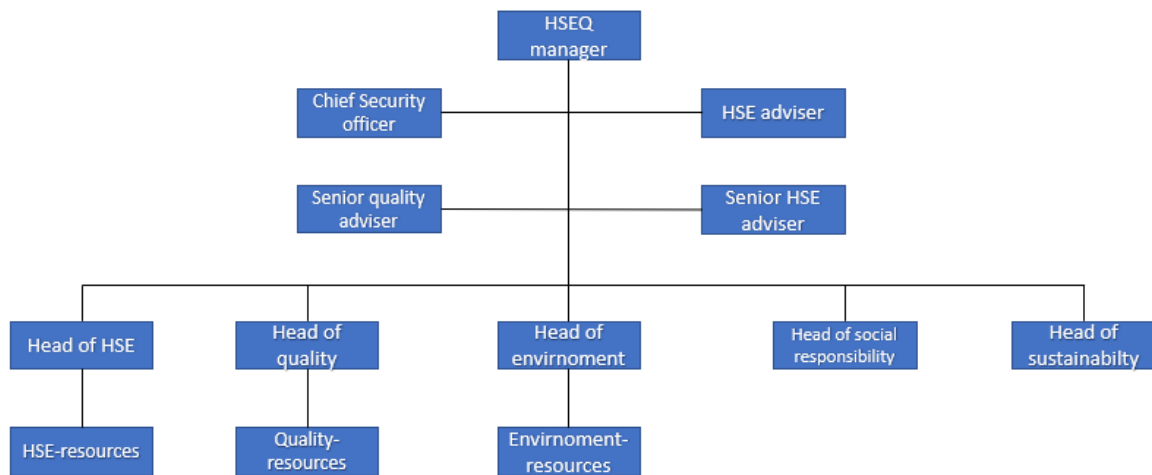 HSEQ
manager
Chief Security
officer
HSE adviser
Senior quality
adviser
Senior HSE
adviser
Head of HSE
Head of
quality
Head of
envirnoment
Head of social
responsibility
Head of
sustainabilty
HSE-resources
Quality-
resources
Envirnoment-
resources